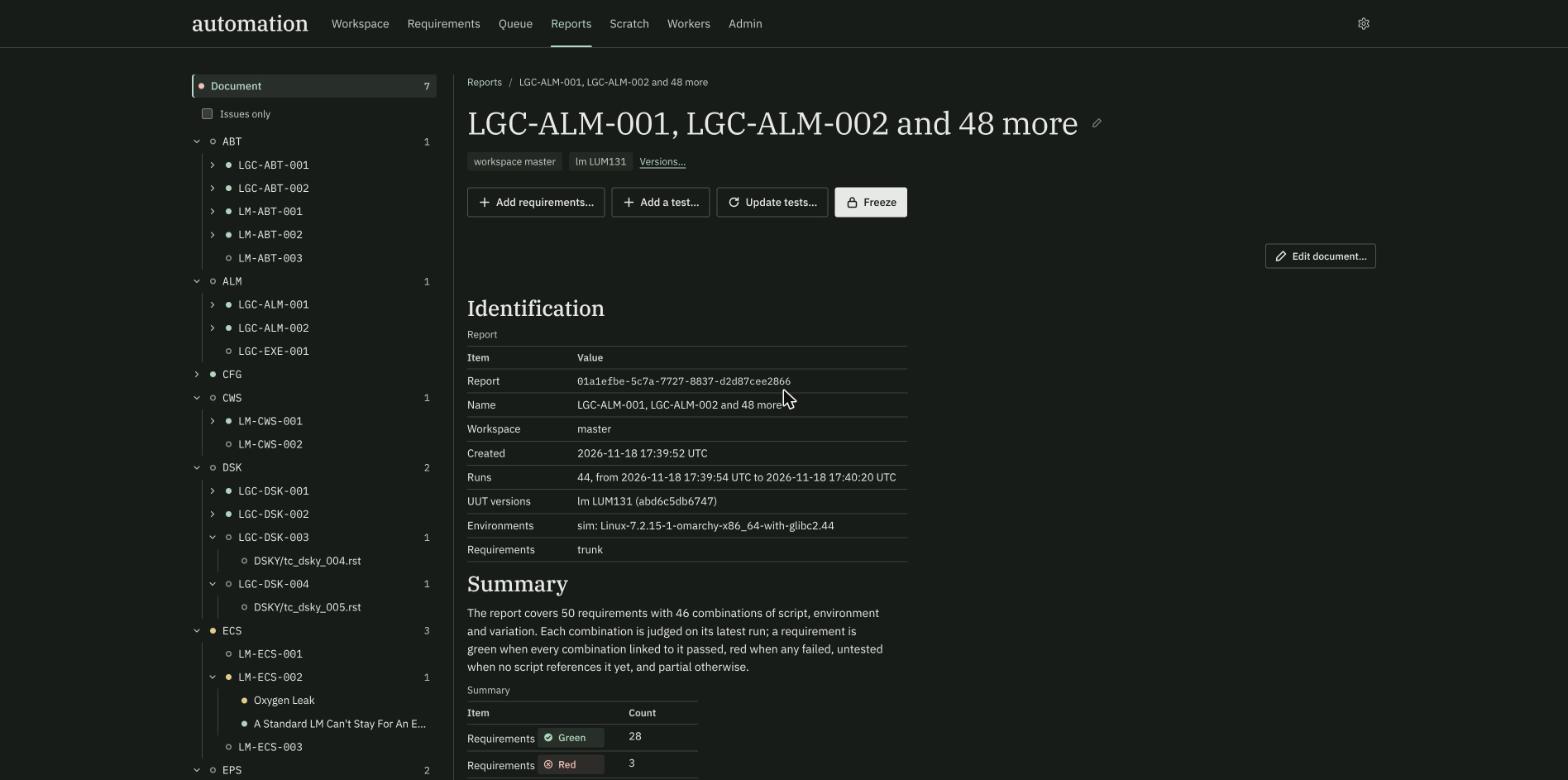 automation Workspace Requirements Queue Reports Scratch Workers Admin
Document 7
Issues only
ABT 1
LGC-ABT-001
LGC-ABT-002
LM-ABT-001
LM-ABT-002
LM-ABT-003
ALM 1
LGC-ALM-001
LGC-ALM-002
LGC-EXE-001
CFG
CWS 1
LM-CWS-001
LM-CWS-002
DSK 2
LGC-DSK-001
LGC-DSK-002
LGC-DSK-003 1
DSKY/tc_dsky_004.rst
LGC-DSK-004 1
DSKY/tc_dsky_005.rst
ECS 3
LM-ECS-001
LM-ECS-002 1
Oxygen Leak
A Standard LM Can't Stay For An E...
LM-ECS-003
EPS 2
Reports / LGC-ALM-001, LGC-ALM-002 and 48 more
LGC-ALM-001, LGC-ALM-002 and 48 more
workspace master lm LUM131 Versions...
Add requirements... Add a test... Update tests... Freeze
Edit document...
Identification
Report
Item Value
Report 01a1efbe-5c7a-7727-8837-d2d87cee2866
Name LGC-ALM-001, LGC-ALM-002 and 48 more
Workspace master
Created 2026-11-18 17:39:52 UTC
Runs 44, from 2026-11-18 17:39:54 UTC to 2026-11-18 17:40:20 UTC
UUT versions lm LUM131 (abd6c5db6747)
Environments sim: Linux-7.2.15-1-omarchy-x86_64-with-glibc2.44
Requirements trunk
Summary
The report covers 50 requirements with 46 combinations of script, environment
and variation. Each combination is judged on its latest run; a requirement is
green when every combination linked to it passed, red when any failed, untested
when no script references it yet, and partial otherwise.
Summary
Item Count
Requirements Green 28
Requirements Red 3